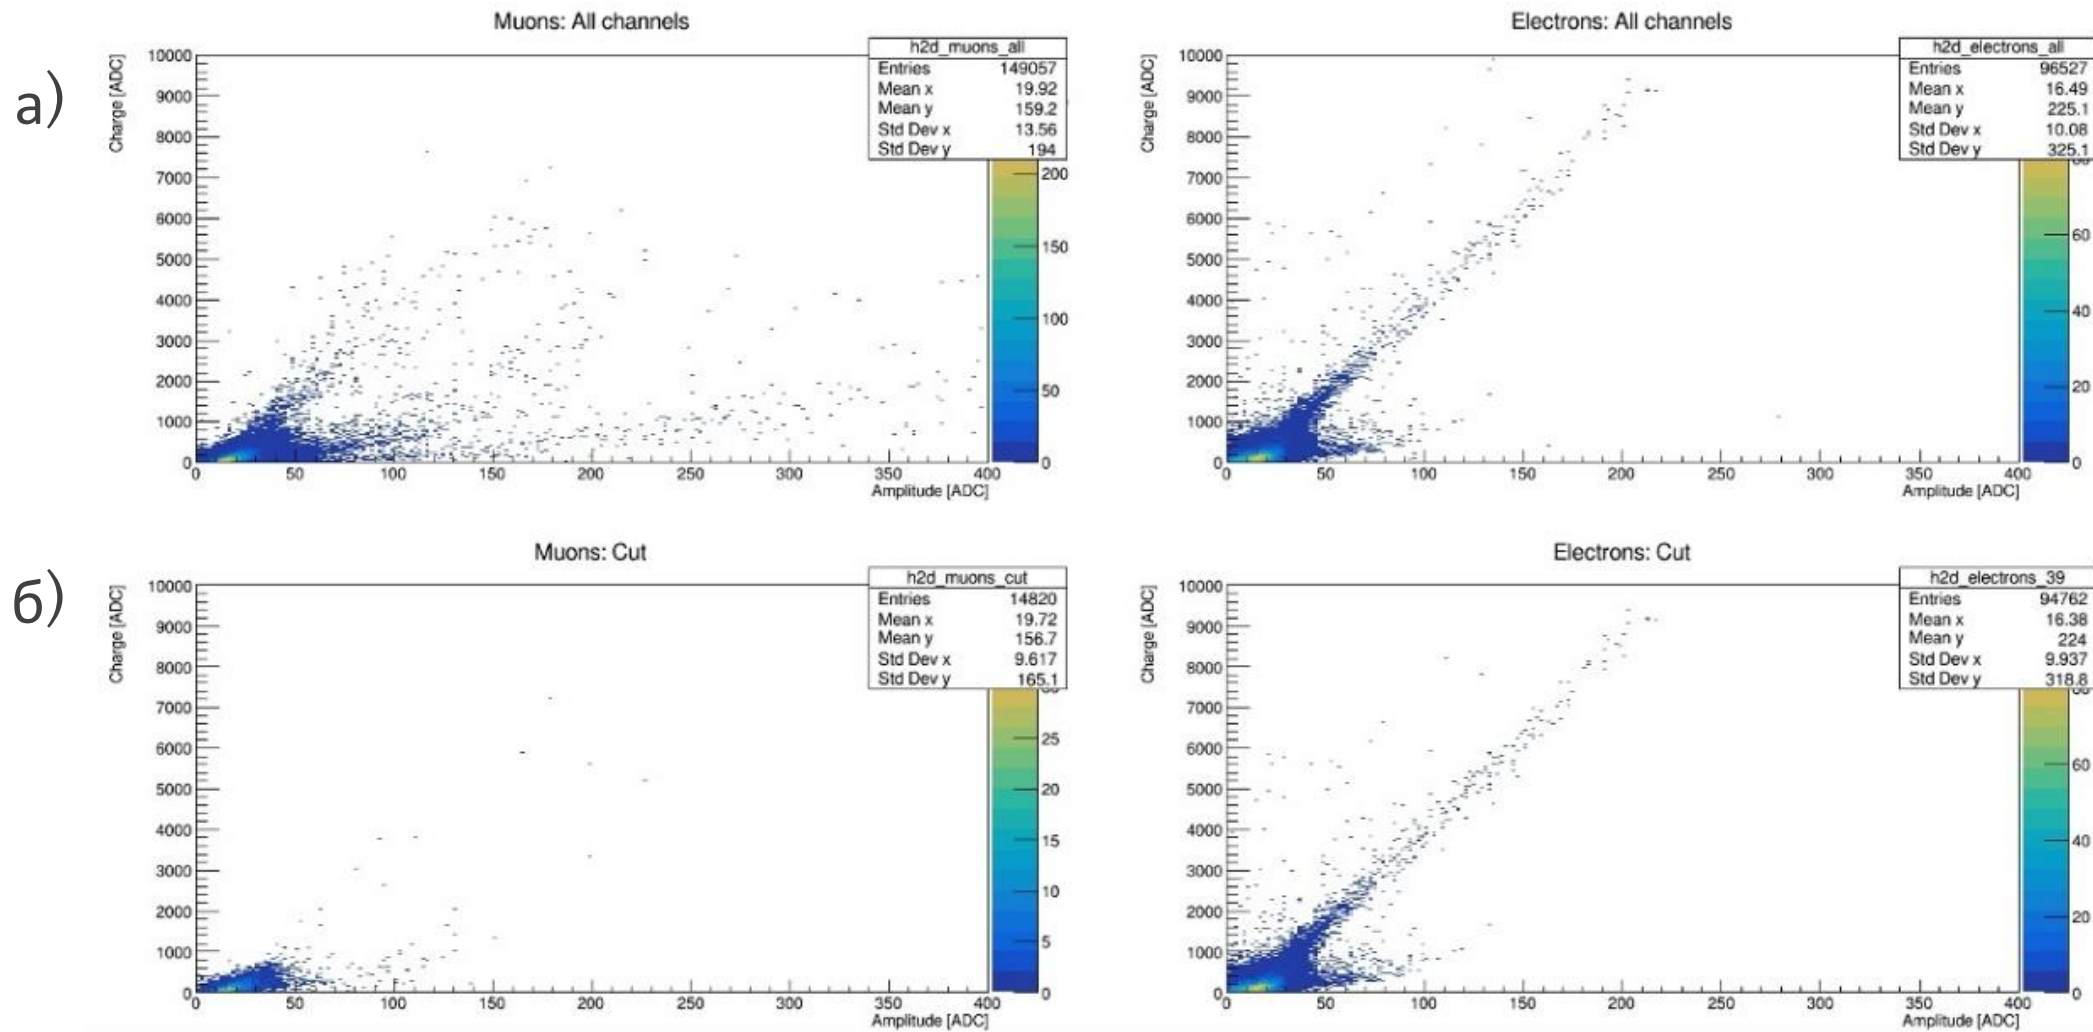 а)
Muons: All channels
Charge [ADC]
10000
9000
8000
7000
6000
5000
4000
3000
2000
1000
0
0 50 100 150 200 250 300 350 400
Amplitude [ADC]
h2d_muons_all
Entries 149057
Mean x 19.92
Mean y 159.2
Std Dev x 13.56
Std Dev y 194
200
150
100
50
0
Electrons: All channels
Charge [ADC]
10000
9000
8000
7000
6000
5000
4000
3000
2000
1000
0
0 50 100 150 200 250 300 350 400
Amplitude [ADC]
h2d_electrons_all
Entries 96527
Mean x 16.49
Mean y 225.1
Std Dev x 10.08
Std Dev y 325.1
60
40
20
0
б)
Muons: Cut
Charge [ADC]
10000
9000
8000
7000
6000
5000
4000
3000
2000
1000
0
0 50 100 150 200 250 300 350 400
Amplitude [ADC]
h2d_muons_cut
Entries 14820
Mean x 19.72
Mean y 156.7
Std Dev x 9.617
Std Dev y 165.1
25
20
15
10
5
0
Electrons: Cut
Charge [ADC]
10000
9000
8000
7000
6000
5000
4000
3000
2000
1000
0
0 50 100 150 200 250 300 350 400
Amplitude [ADC]
h2d_electrons_39
Entries 94762
Mean x 16.38
Mean y 224
Std Dev x 9.937
Std Dev y 318.8
60
40
20
0